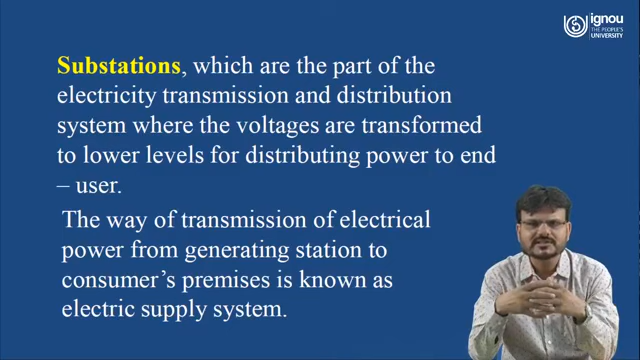 ignou
THE PEOPLE'S
UNIVERSITY
Substations, which are the part of the
electricity transmission and distribution
system where the voltages are transformed
to lower levels for distributing power to end
– user.
The way of transmission of electrical
power from generating station to
consumer's premises is known as
electric supply system.